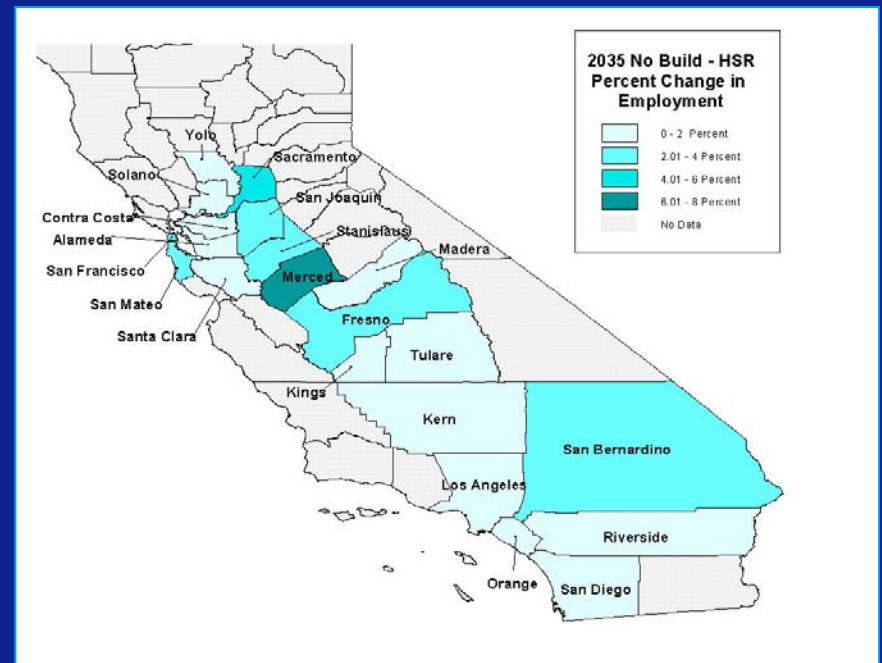 2035 No Build - HSR
Percent Change in
Employment
0 - 2 Percent
2.01 - 4 Percent
4.01 - 6 Percent
6.01 - 8 Percent
No Data
Yolo
Sacramento
Solano
San Joaquin
Contra Costa
Stanislaus
Alameda
Madera
San Francisco
Merced
San Mateo
Fresno
Santa Clara
Tulare
Kings
Kern
San Bernardino
Los Angeles
Riverside
Orange
San Diego